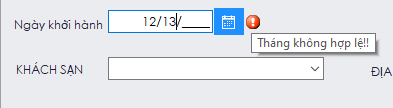 Ngày khởi hành 12/13/____
Tháng không hợp lệ!!
KHÁCH SẠN ĐỊA